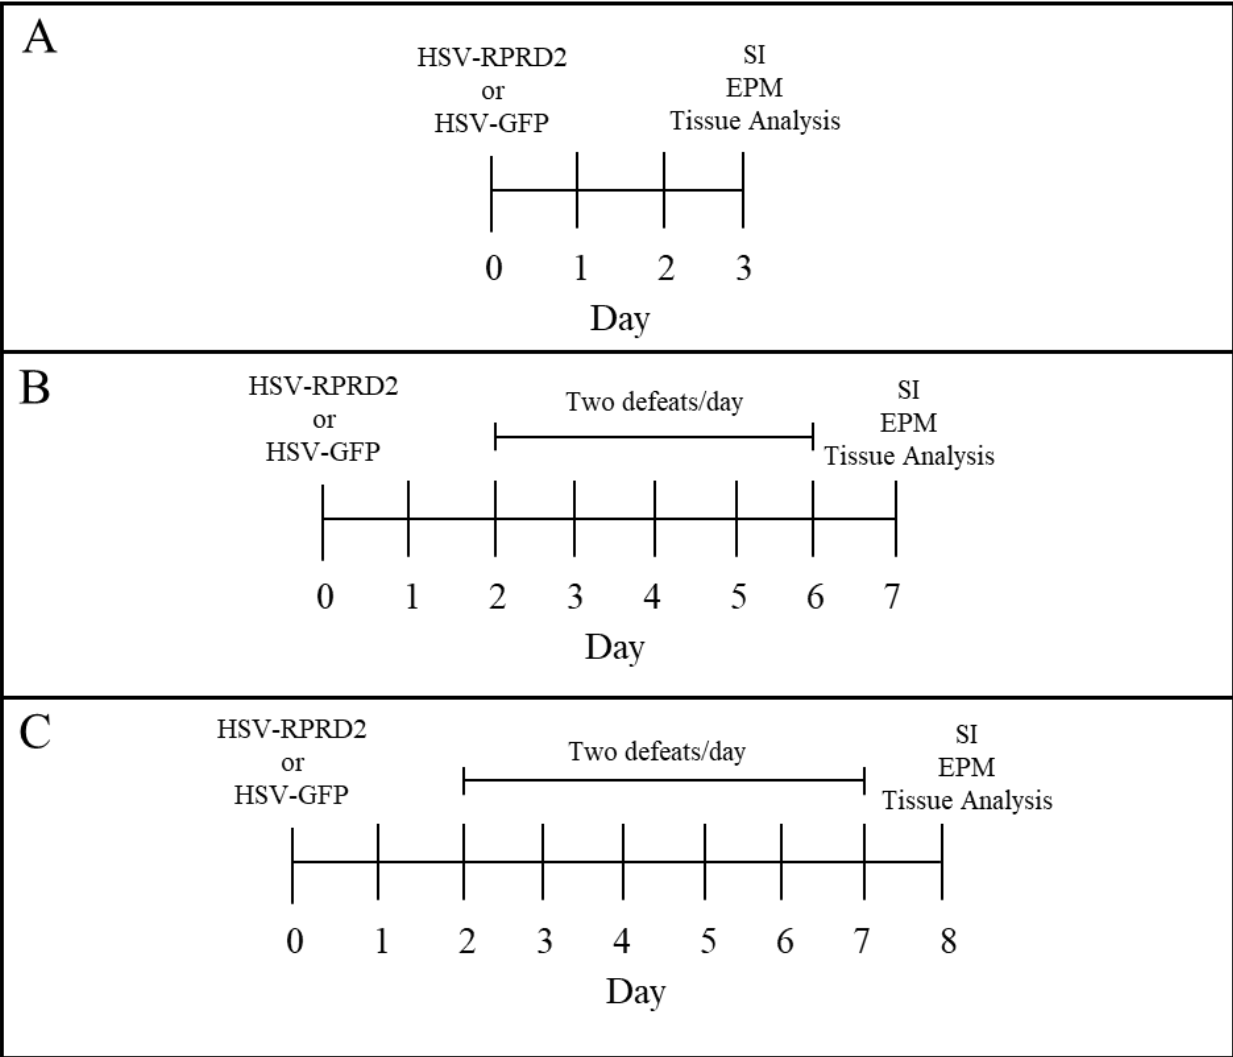 A
HSV-RPRD2
or
HSV-GFP
SI
EPM
Tissue Analysis
0 1 2 3
Day
B
HSV-RPRD2
or
HSV-GFP
Two defeats/day
SI
EPM
Tissue Analysis
0 1 2 3 4 5 6 7
Day
C
HSV-RPRD2
or
HSV-GFP
Two defeats/day
SI
EPM
Tissue Analysis
0 1 2 3 4 5 6 7 8
Day